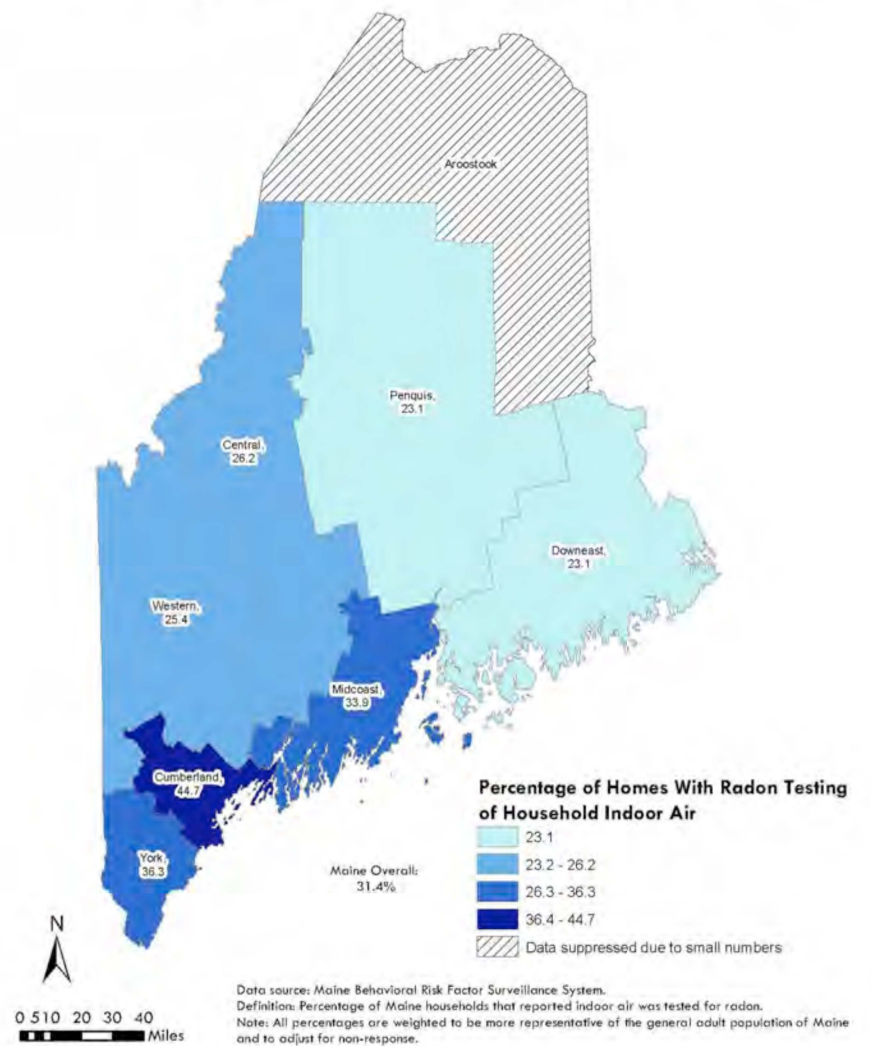 Aroostook
Penquis,
23.1
Central,
26.2
Downeast,
23.1
Western,
25.4
Midcoast,
33.9
Cumberland,
44.7
York,
36.3
Maine Overall:
31.4%
Percentage of Homes With Radon Testing
of Household Indoor Air
23.1
23.2 - 26.2
26.3 - 36.3
36.4 - 44.7
Data suppressed due to small numbers
N
0 5 10 20 30 40
Miles
Data source: Maine Behavioral Risk Factor Surveillance System.
Definition: Percentage of Maine households that reported indoor air was tested for radon.
Note: All percentages are weighted to be more representative of the general adult population of Maine
and to adjust for non-response.